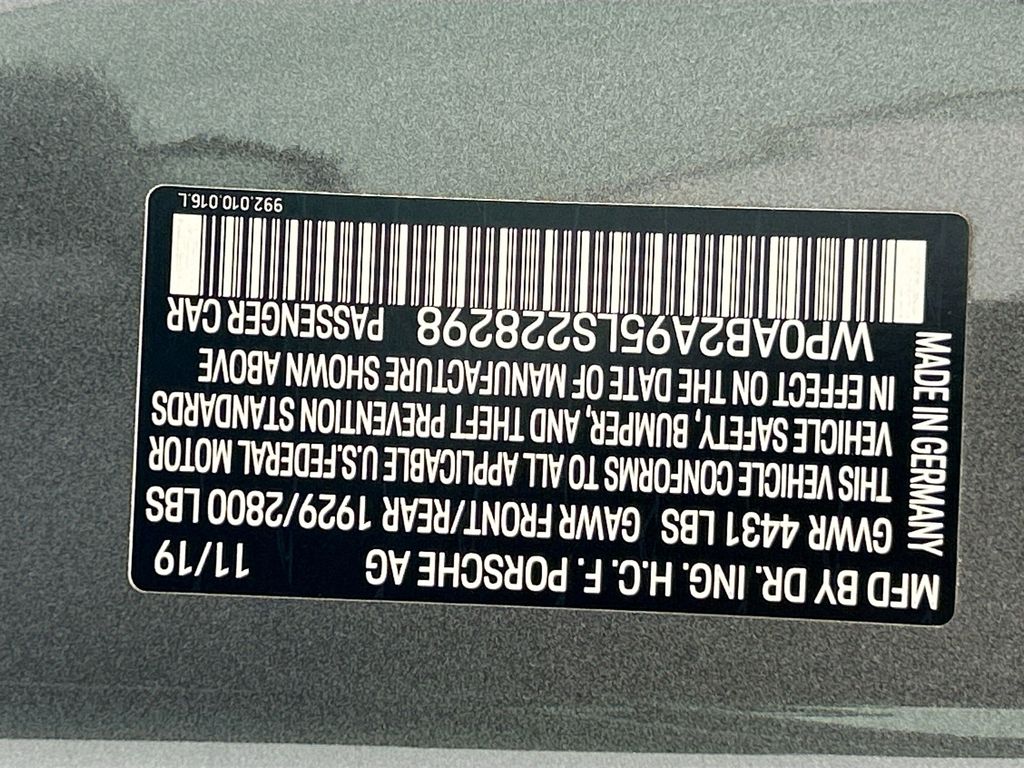 MFD BY DR. ING. H.C. F. PORSCHE AG 11/19
GVWR 4431 LBS GAWR FRONT/REAR 1929/2800 LBS
THIS VEHICLE CONFORMS TO ALL APPLICABLE U.S.FEDERAL MOTOR
VEHICLE SAFETY, BUMPER, AND THEFT PREVENTION STANDARDS
IN EFFECT ON THE DATE OF MANUFACTURE SHOWN ABOVE
WP0AB2A95LS228298 PASSENGER CAR
992.010.016.L
MADE IN GERMANY